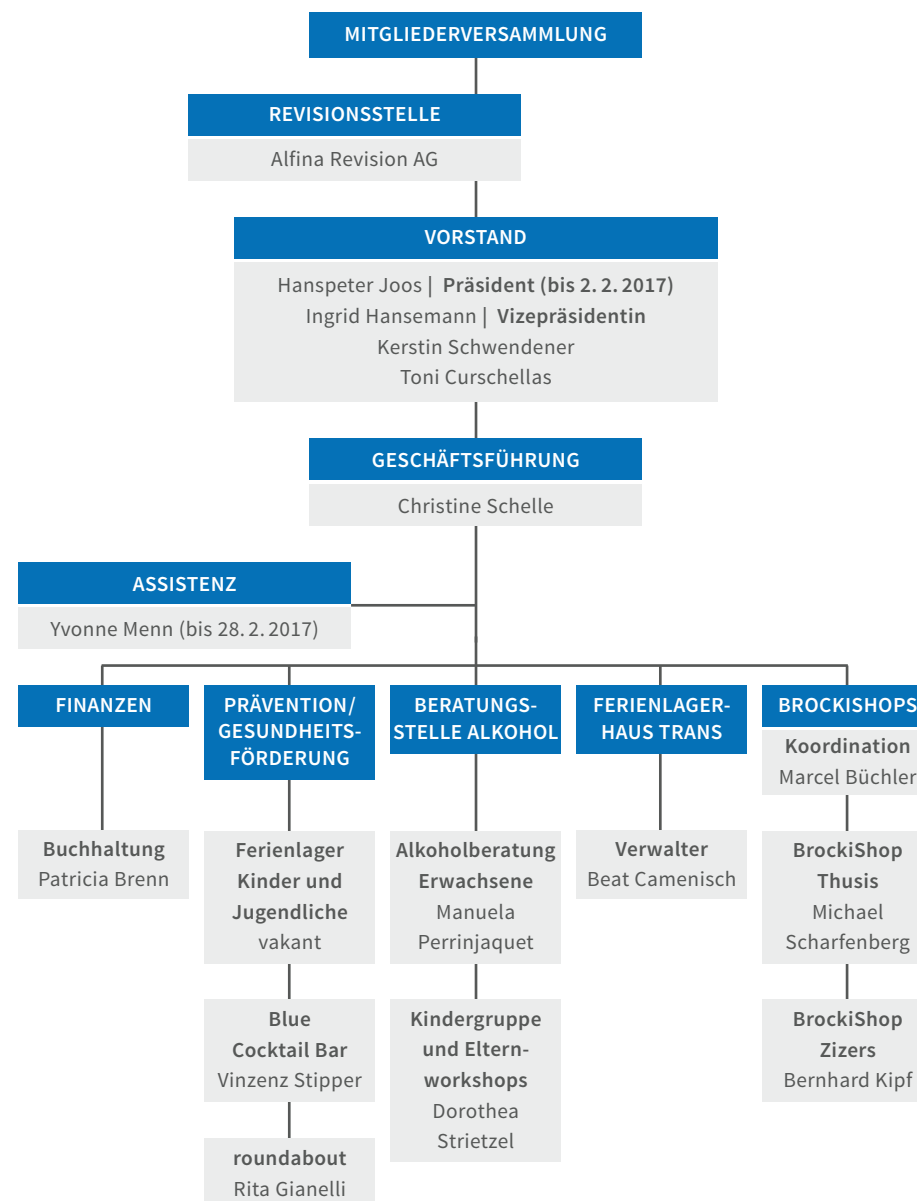 MITGLIEDERVERSAMMLUNG
REVISIONSSTELLE
Alfina Revision AG
VORSTAND
Hanspeter Joos | Präsident (bis 2. 2. 2017)
Ingrid Hansemann | Vizepräsidentin
Kerstin Schwendener
Toni Curschellas
GESCHÄFTSFÜHRUNG
Christine Schelle
ASSISTENZ
Yvonne Menn (bis 28. 2. 2017)
FINANZEN
Buchhaltung
Patricia Brenn
PRÄVENTION/
GESUNDHEITS-
FÖRDERUNG
Ferienlager
Kinder und
Jugendliche
vakant
Blue
Cocktail Bar
Vinzenz Stipper
roundabout
Rita Gianelli
BERATUNGS-
STELLE ALKOHOL
Alkoholberatung
Erwachsene
Manuela
Perrinjaquet
Kindergruppe
und Eltern-
workshops
Dorothea
Strietzel
FERIENLAGER-
HAUS TRANS
Verwalter
Beat Camenisch
BROCKISHOPS
Koordination
Marcel Büchler
BrockiShop
Thusis
Michael
Scharfenberg
BrockiShop
Zizers
Bernhard Kipf